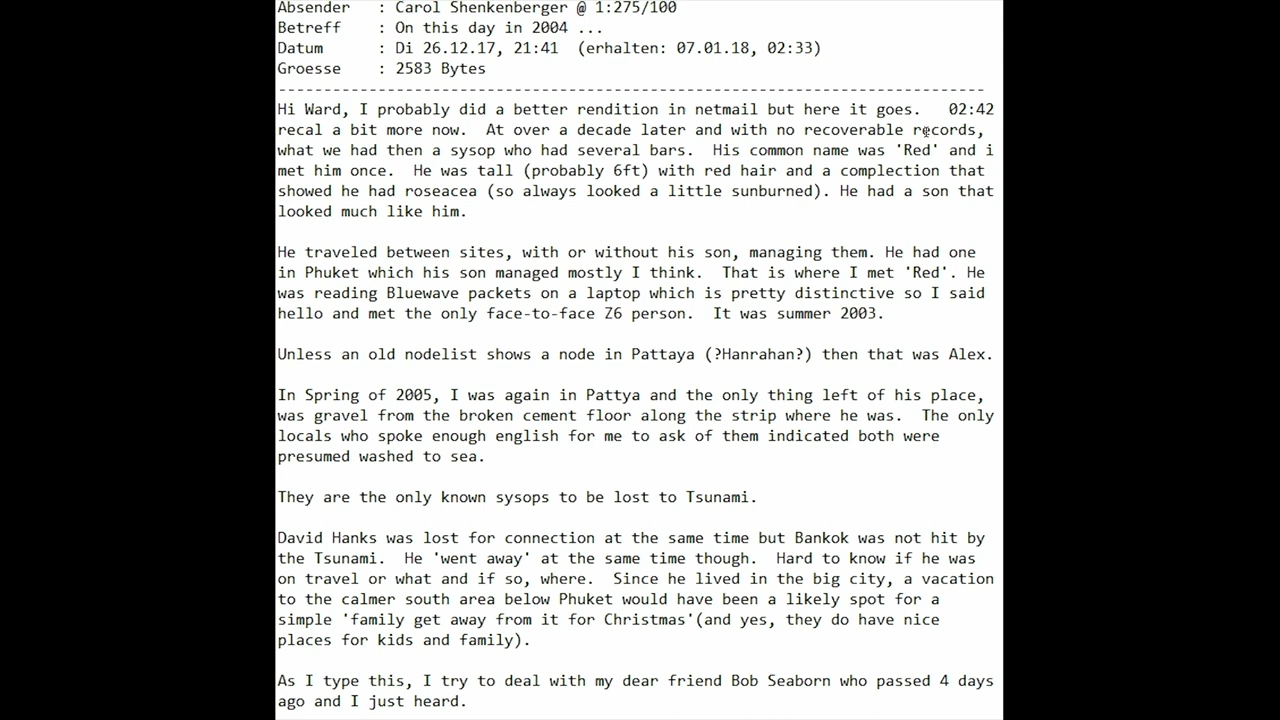 Absender   : Carol Shenkenberger @ 1:275/100
Betreff    : On this day in 2004 ...
Datum      : Di 26.12.17, 21:41  (erhalten: 07.01.18, 02:33)
Groesse    : 2583 Bytes
------------------------------------------------------------------------------
Hi Ward, I probably did a better rendition in netmail but here it goes.   02:42
recal a bit more now.  At over a decade later and with no recoverable records,
what we had then a sysop who had several bars.  His common name was 'Red' and i
met him once.  He was tall (probably 6ft) with red hair and a complection that
showed he had roseacea (so always looked a little sunburned). He had a son that
looked much like him.

He traveled between sites, with or without his son, managing them. He had one
in Phuket which his son managed mostly I think.  That is where I met 'Red'. He
was reading Bluewave packets on a laptop which is pretty distinctive so I said
hello and met the only face-to-face Z6 person.  It was summer 2003.

Unless an old nodelist shows a node in Pattaya (?Hanrahan?) then that was Alex.

In Spring of 2005, I was again in Pattya and the only thing left of his place,
was gravel from the broken cement floor along the strip where he was.  The only
locals who spoke enough english for me to ask of them indicated both were
presumed washed to sea.

They are the only known sysops to be lost to Tsunami.

David Hanks was lost for connection at the same time but Bankok was not hit by
the Tsunami.  He 'went away' at the same time though.  Hard to know if he was
on travel or what and if so, where.  Since he lived in the big city, a vacation
to the calmer south area below Phuket would have been a likely spot for a
simple 'family get away from it for Christmas'(and yes, they do have nice
places for kids and family).

As I type this, I try to deal with my dear friend Bob Seaborn who passed 4 days
ago and I just heard.